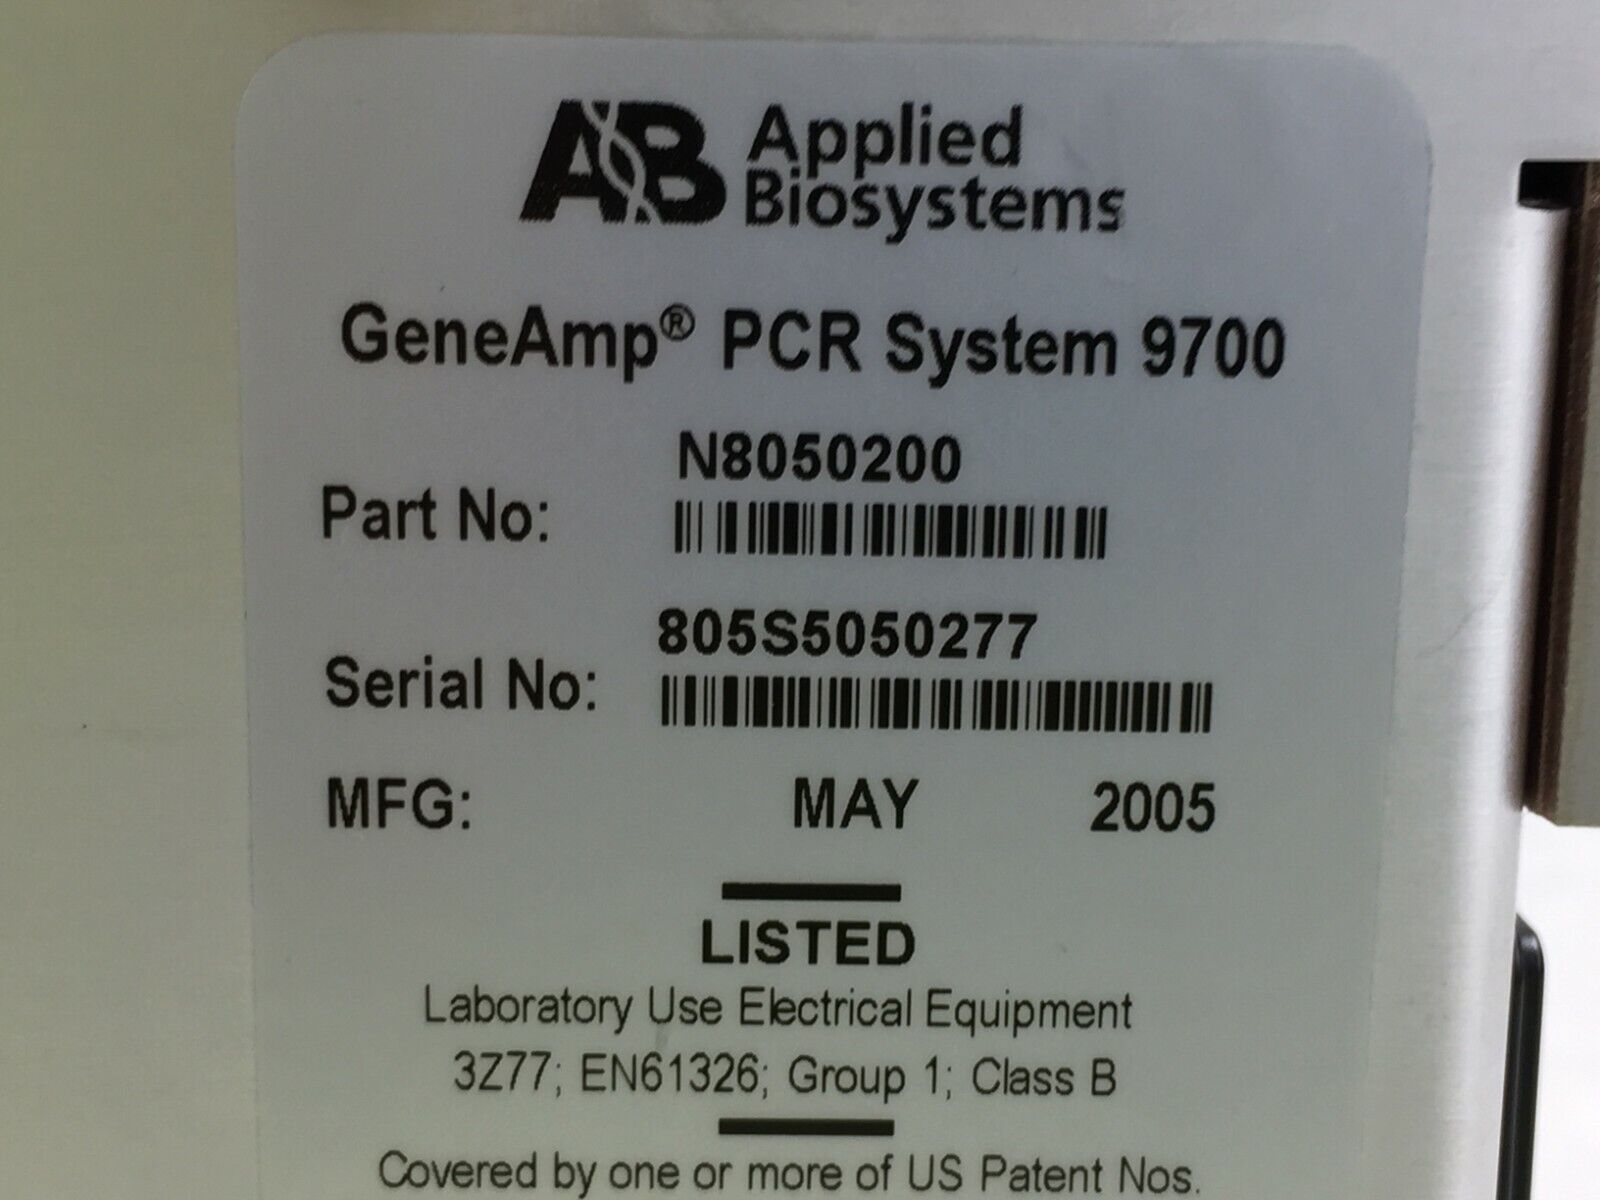 AB Applied
Biosystems
GeneAmp® PCR System 9700
N8050200
Part No:
805S5050277
Serial No:
MFG: MAY 2005
LISTED
Laboratory Use Electrical Equipment
3Z77; EN61326; Group 1; Class B
Covered by one or more of US Patent Nos.